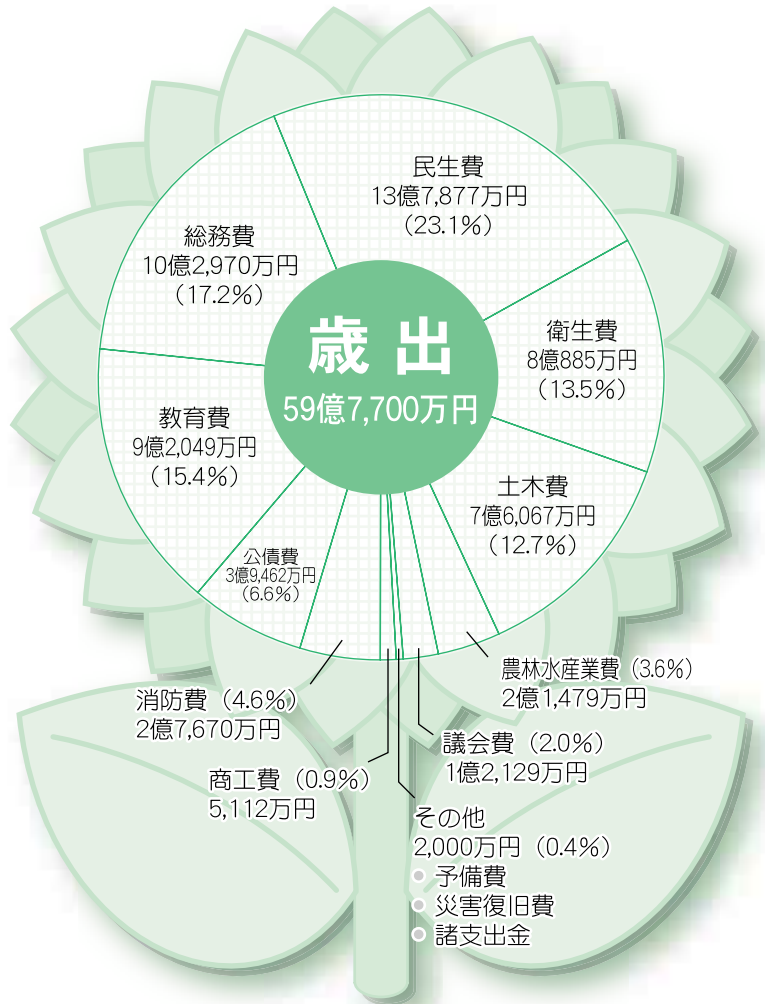 歳出
59億7,700万円
民生費
13億7,877万円
（23.1％）
衛生費
8億885万円
（13.5％）
土木費
7億6,067万円
（12.7％）
農林水産業費（3.6％）
2億1,479万円
議会費（2.0％）
1億2,129万円
その他
2,000万円（0.4％）
● 予備費
● 災害復旧費
● 諸支出金
商工費（0.9％）
5,112万円
消防費（4.6％）
2億7,670万円
公債費
3億9,462万円
（6.6％）
教育費
9億2,049万円
（15.4％）
総務費
10億2,970万円
（17.2％）